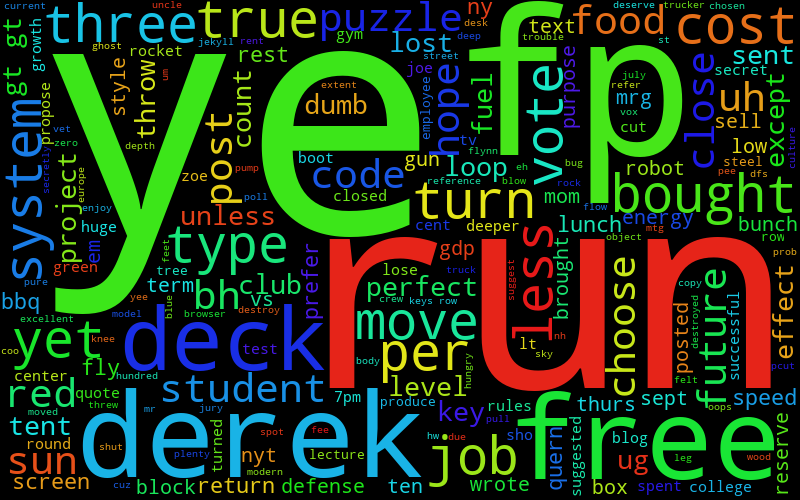 current
uncle
three
true
puzzle
ny
desk
deserve
trucker
chosen
text
trouble
food
st
cost
gt gt
growth
ghost
jekyll
rent
gym
lost
street
deep
rocket
rest
joe
sent
secret
style
um
throw
count
ye
fp
hope
fuel
vote
purpose
july
refer
mrg
vox
cut
close
uh
sell
except
system
propose
vet
zero
depth
extent
dumb
employee
tv
flynn
low
steel
dfs
pee
culture
secretly
project
europe
zoe
post
pump
boot
code
closed
poll
gun
reference
loop
eh
blow
bug
rock
robot
mom
flow
bought
enjoy
huge
em
unless
turn
cent
deeper
lunch
energy
mtg
bunch
row
green
type
feet
tree
term
bh
club
vs
prefer
gdp
lose
perfect
truck
suggest
less
brought
object
prob
pure
bbq
yee
model
blue
browser
destroy
crew
keys
row
run
copy
effect
excellent
yet
deck
test
move
lt
sky
nh
choose
posted
destroyed
future
successful
coo
knee
fly
hundred
body
per
hungry
pcut
center
quote
student
level
felt
red
moved
threw
mr
jury
7pm
produce
key
pull
rules
thurs
sept
oops
speed
tent
round
shut
derek
turned
spot
fee
hw
due
sho
free
suggested
blog
leg
wood
reserve
sun
plenty
nyt
modern
lecture
job
quern
ug
screen
cuz
block
return
defense
ten
wrote
box
spent
college